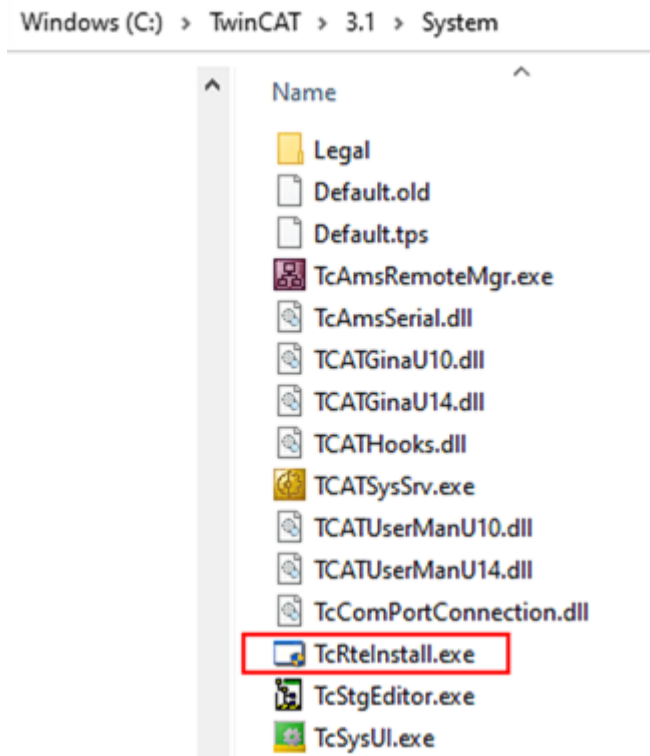 Windows (C:) > TwinCAT > 3.1 > System
Name
Legal
Default.old
Default.tps
TcAmsRemoteMgr.exe
TcAmsSerial.dll
TCATGinaU10.dll
TCATGinaU14.dll
TCATHooks.dll
TCATSysSrv.exe
TCATUserManU10.dll
TCATUserManU14.dll
TcComPortConnection.dll
TcRteInstall.exe
TcStgEditor.exe
TcSysUI.exe